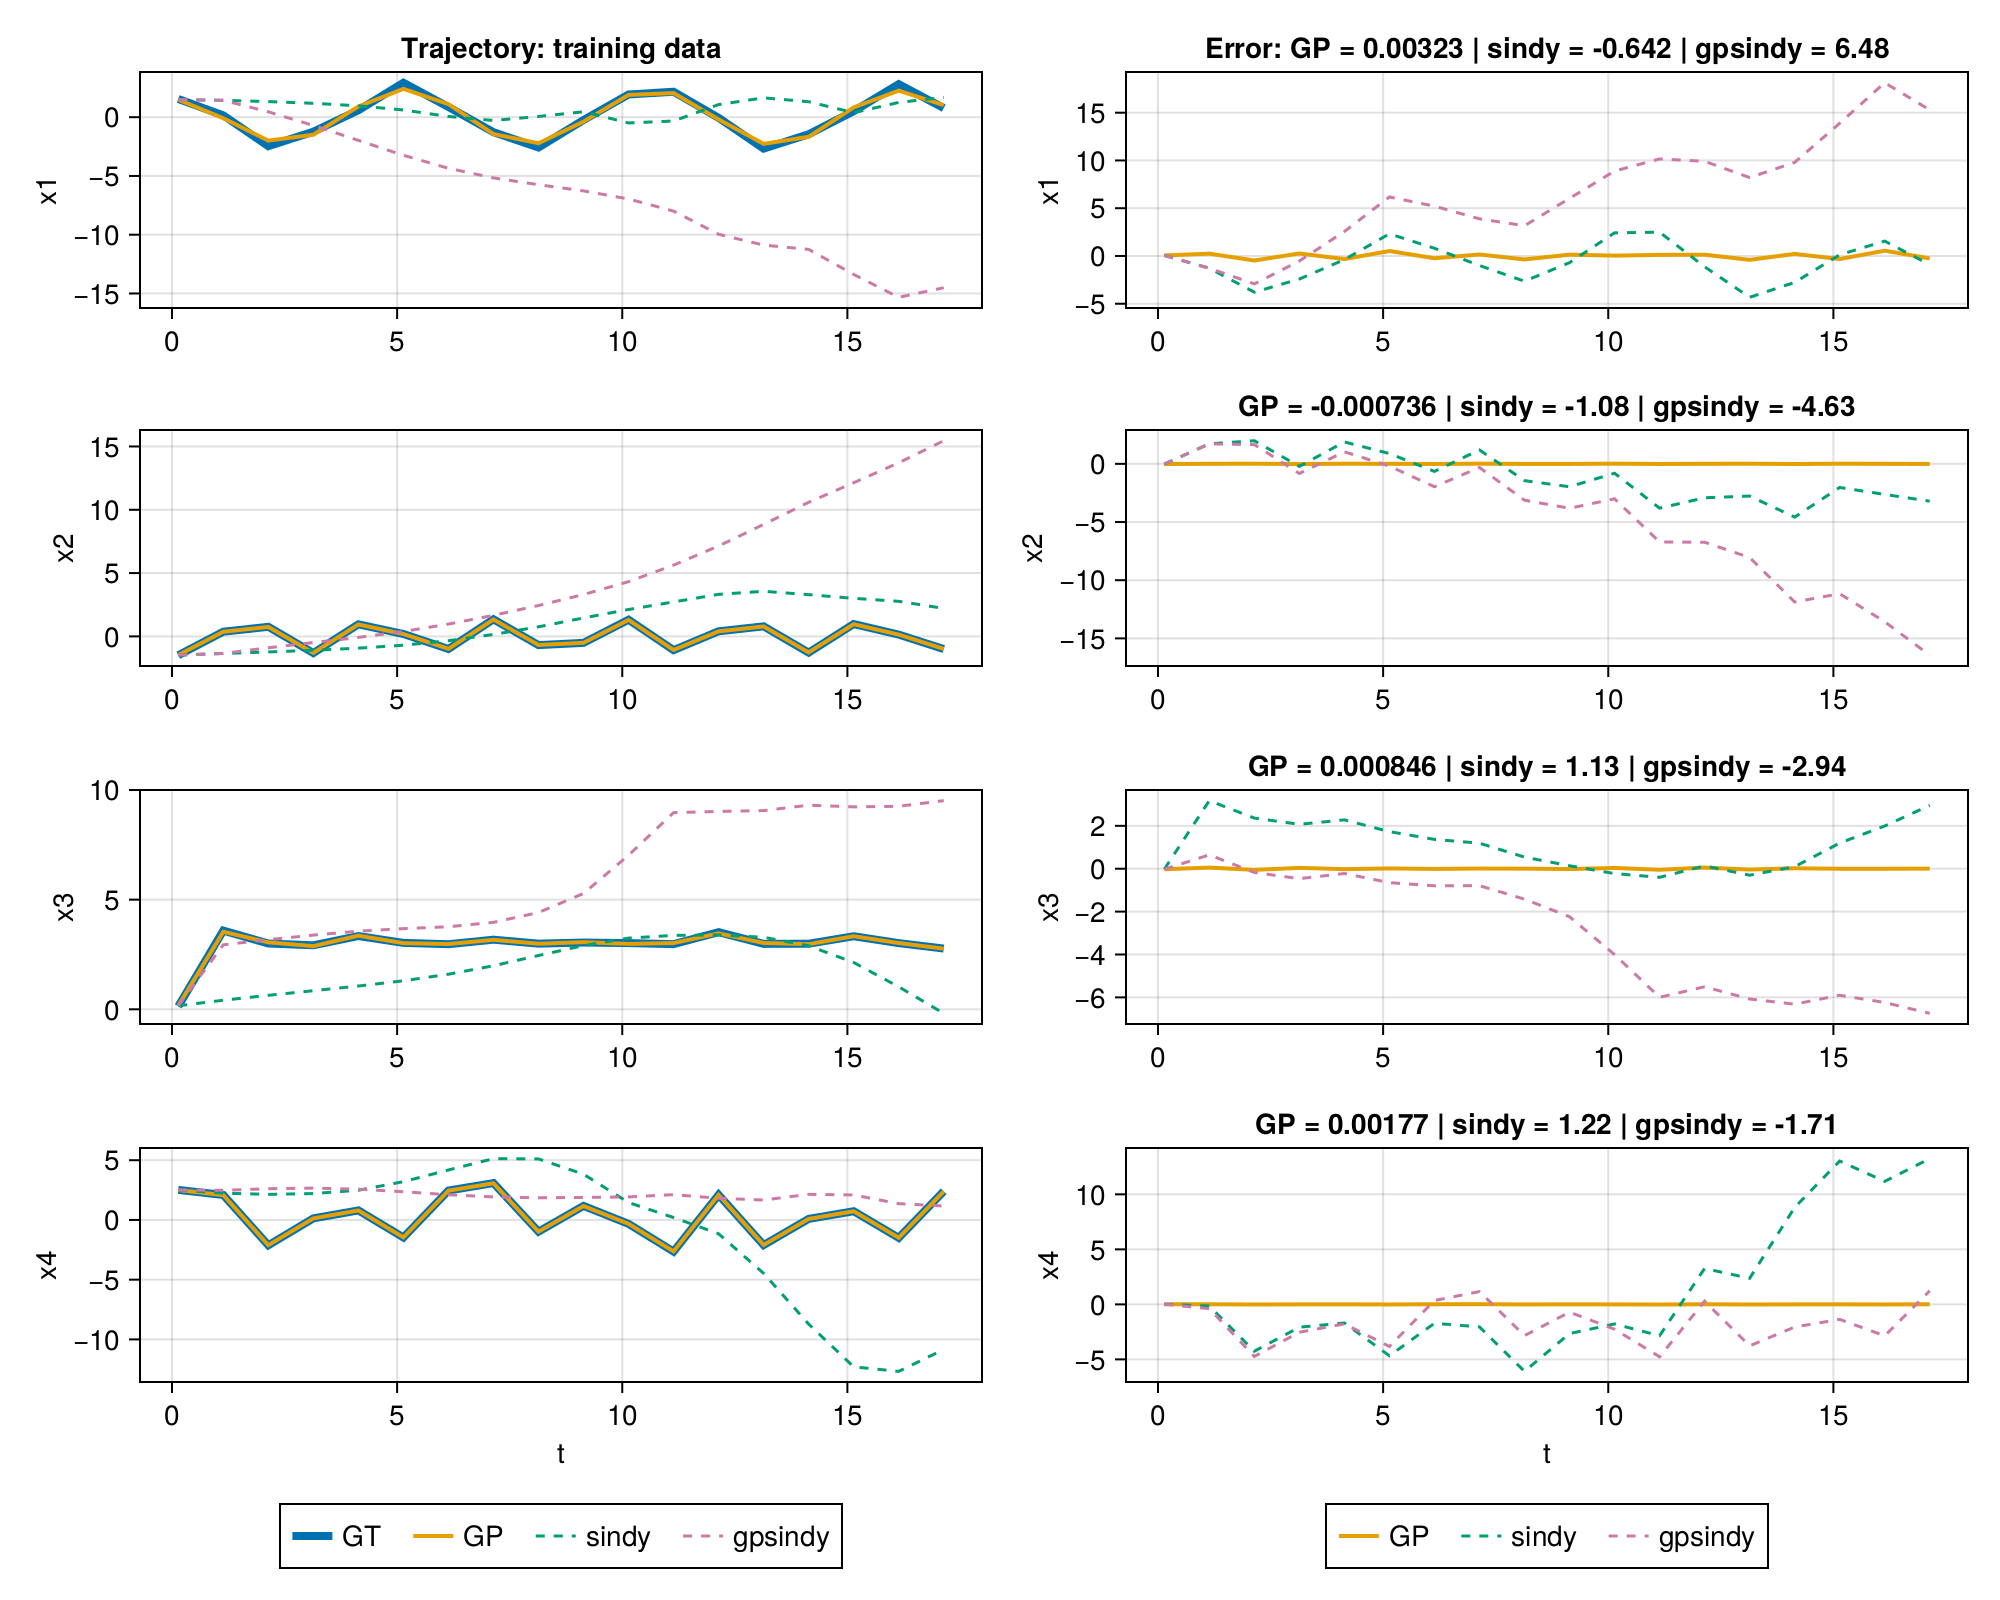 Trajectory: training data
Error: GP = 0.00323 | sindy = -0.642 | gpsindy = 6.48
x1
0
−5
−10
−15
0 5 10 15
x1
15
10
5
0
−5
0 5 10 15
GP = -0.000736 | sindy = -1.08 | gpsindy = -4.63
x2
15
10
5
0
0 5 10 15
x2
0
−5
−10
−15
0 5 10 15
GP = 0.000846 | sindy = 1.13 | gpsindy = -2.94
x3
10
5
0
0 5 10 15
x3
2
0
−2
−4
−6
0 5 10 15
GP = 0.00177 | sindy = 1.22 | gpsindy = -1.71
x4
5
0
−5
−10
0 5 10 15
t
x4
10
5
0
−5
0 5 10 15
t
GT GP sindy gpsindy
GP sindy gpsindy